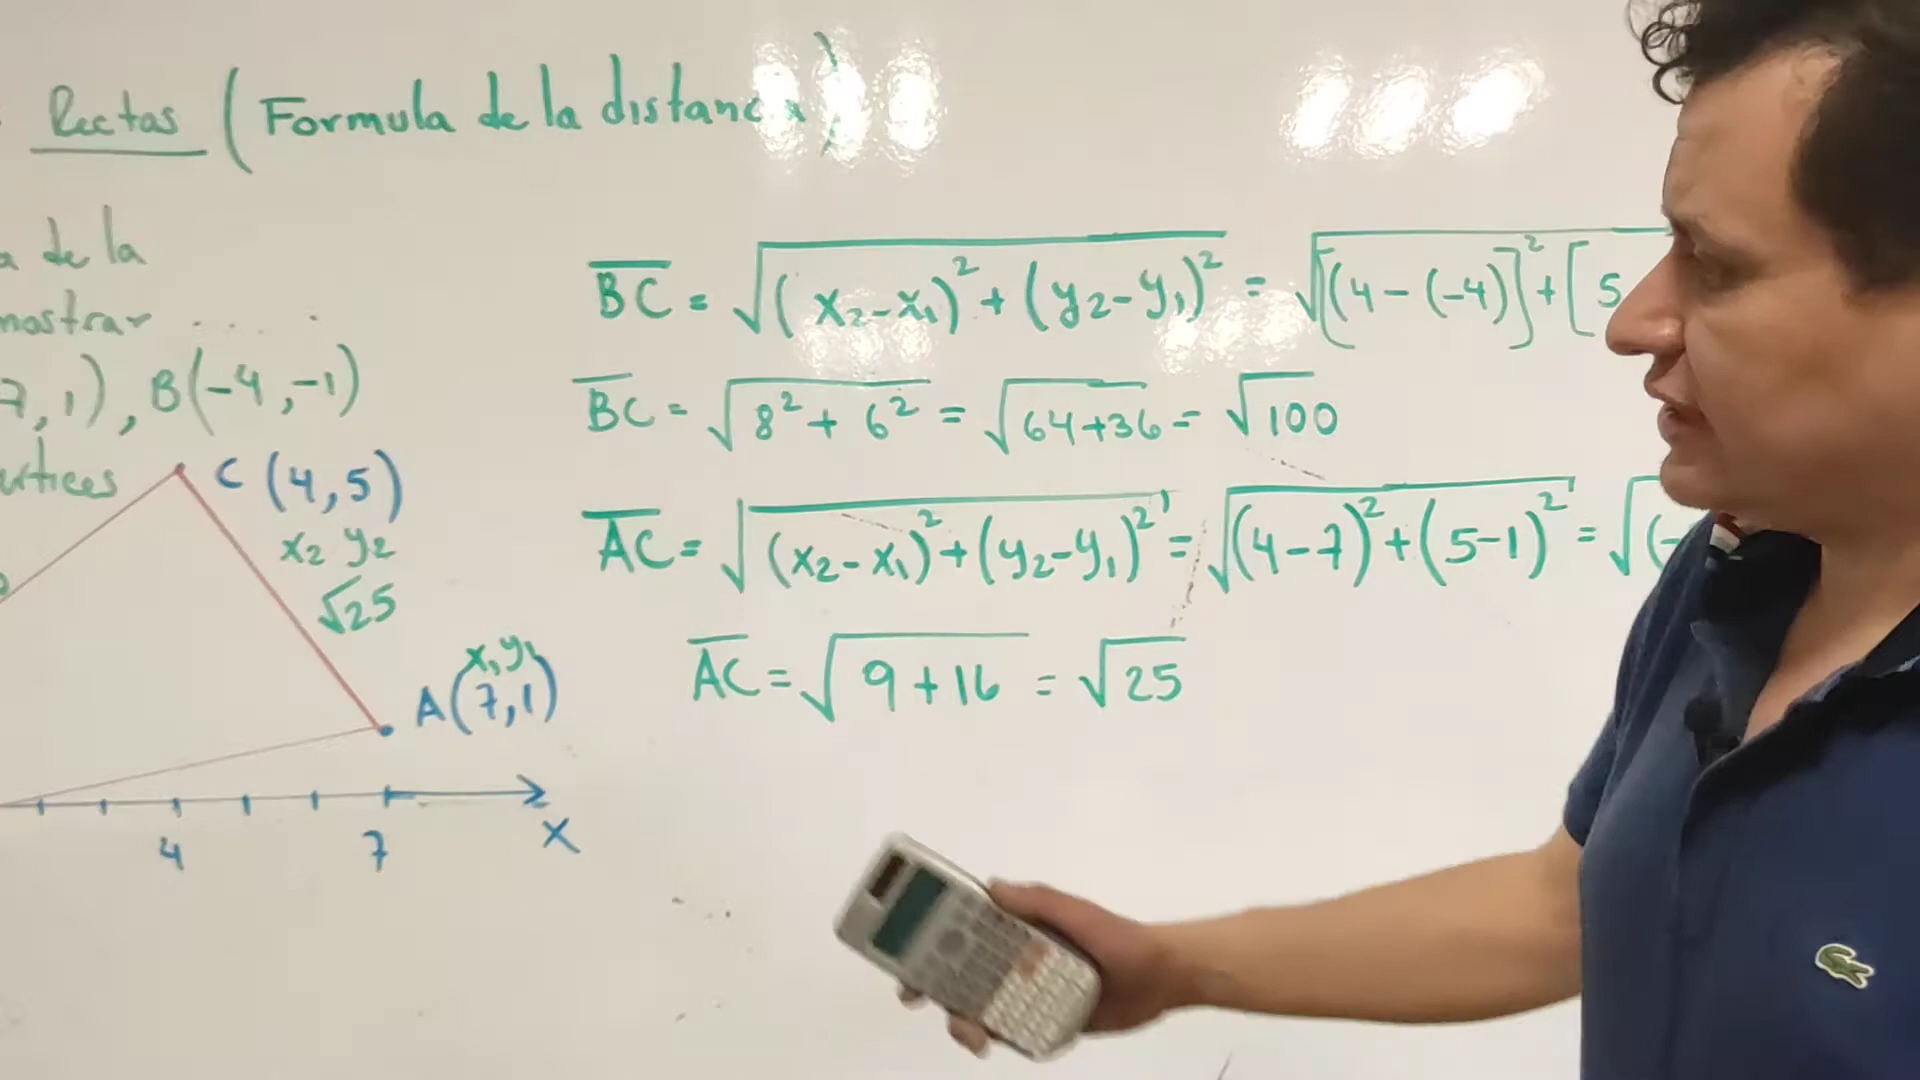 Rectas (Formula de la distancia)
a de la
mostrar . . . .
7,1), B(-4,-1)
vertices
C (4,5)
x₂ y₂
√25
x₁ y₁
A(7,1)
4 7 X
BC = √((x₂-x₁)² + (y₂-y₁)²) = √([(4-(-4)]² + [5
BC = √(8² + 6²) = √(64+36) = √100
AC = √((x₂-x₁)² + (y₂-y₁)²) = √((4-7)² + (5-1)²) = √(-
AC = √(9+16) = √25